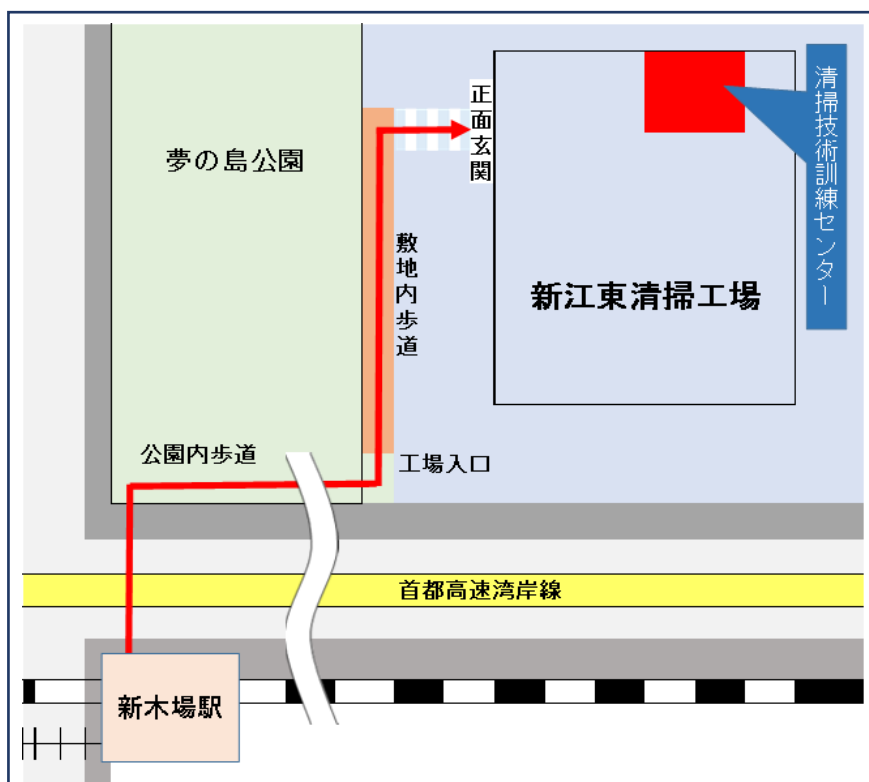 正面玄関
清掃技術訓練センター
夢の島公園
敷地内歩道
新江東清掃工場
公園内歩道
工場入口
首都高速湾岸線
新木場駅